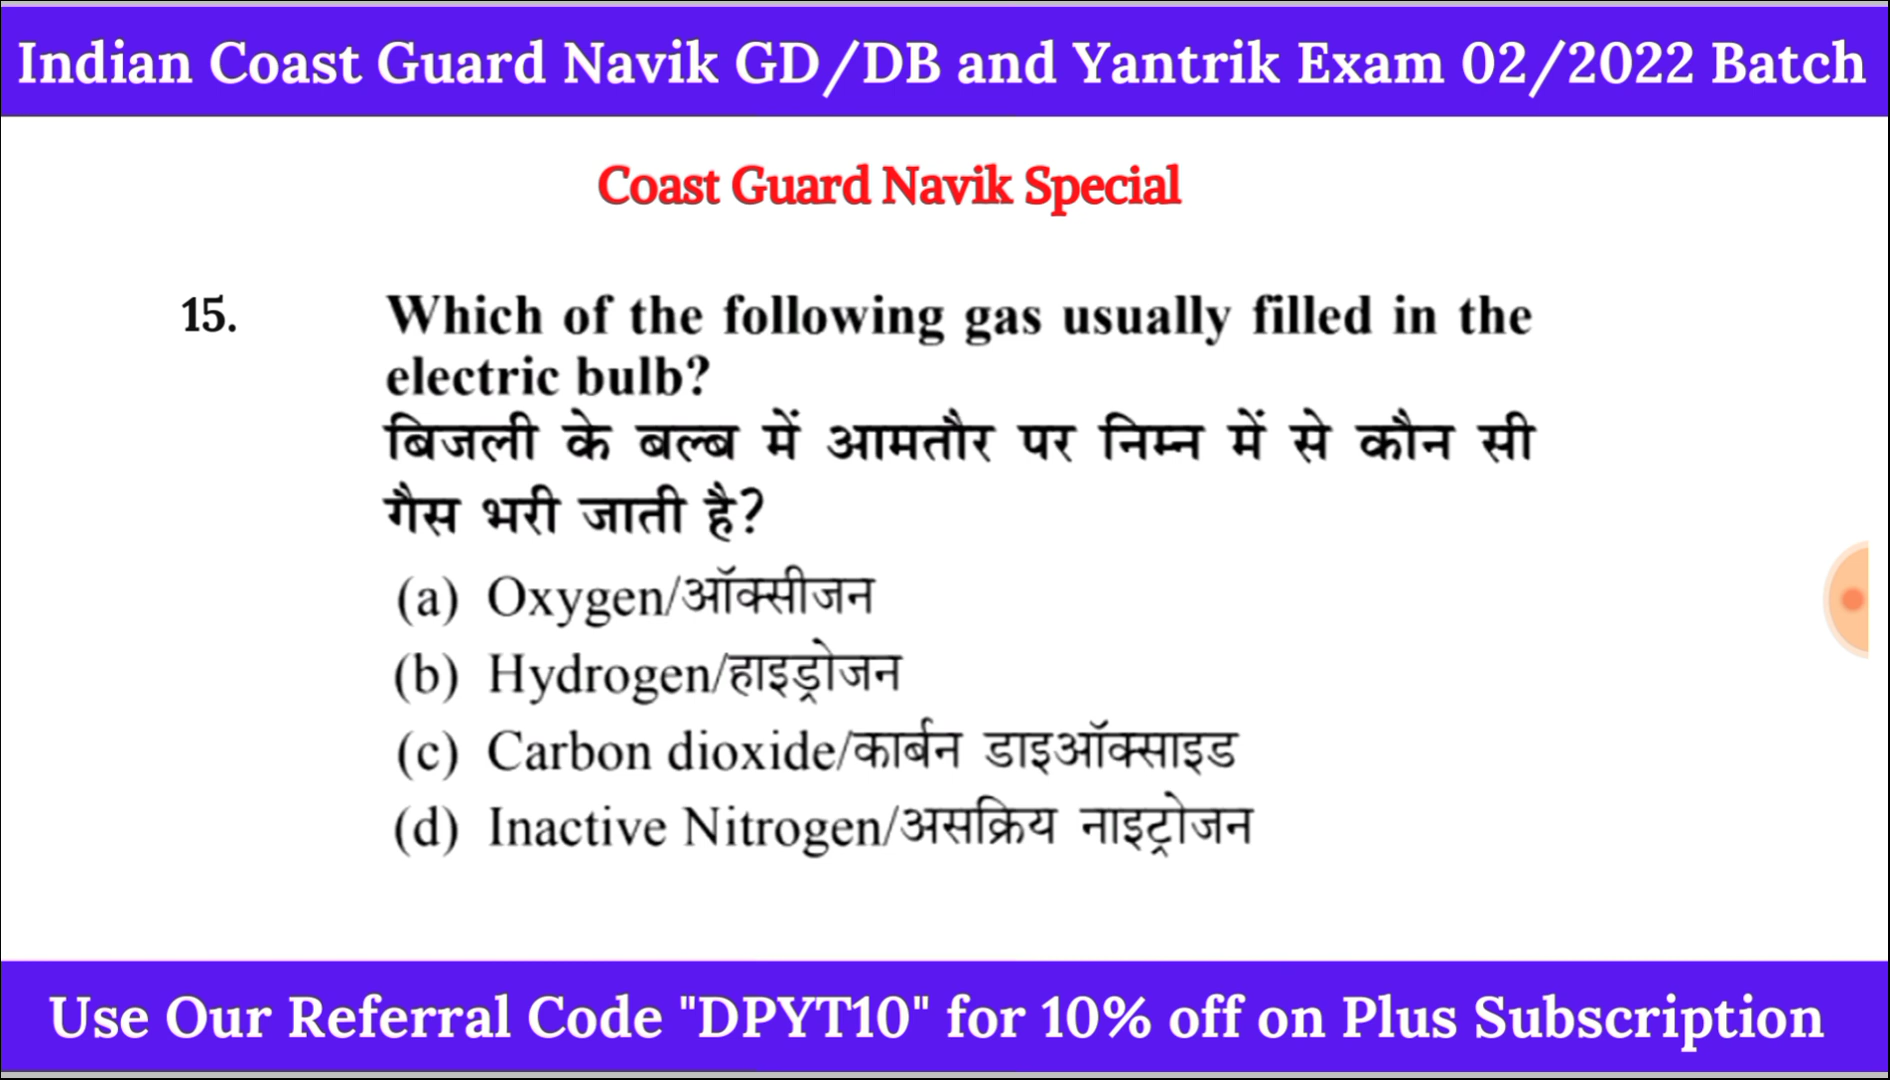 Indian Coast Guard Navik GD/DB and Yantrik Exam 02/2022 Batch
Coast Guard Navik Special
15. Which of the following gas usually filled in the
electric bulb?
बिजली के बल्ब में आमतौर पर निम्न में से कौन सी
गैस भरी जाती है?
(a) Oxygen/ऑक्सीजन
(b) Hydrogen/हाइड्रोजन
(c) Carbon dioxide/कार्बन डाइऑक्साइड
(d) Inactive Nitrogen/असक्रिय नाइट्रोजन
Use Our Referral Code "DPYT10" for 10% off on Plus Subscription